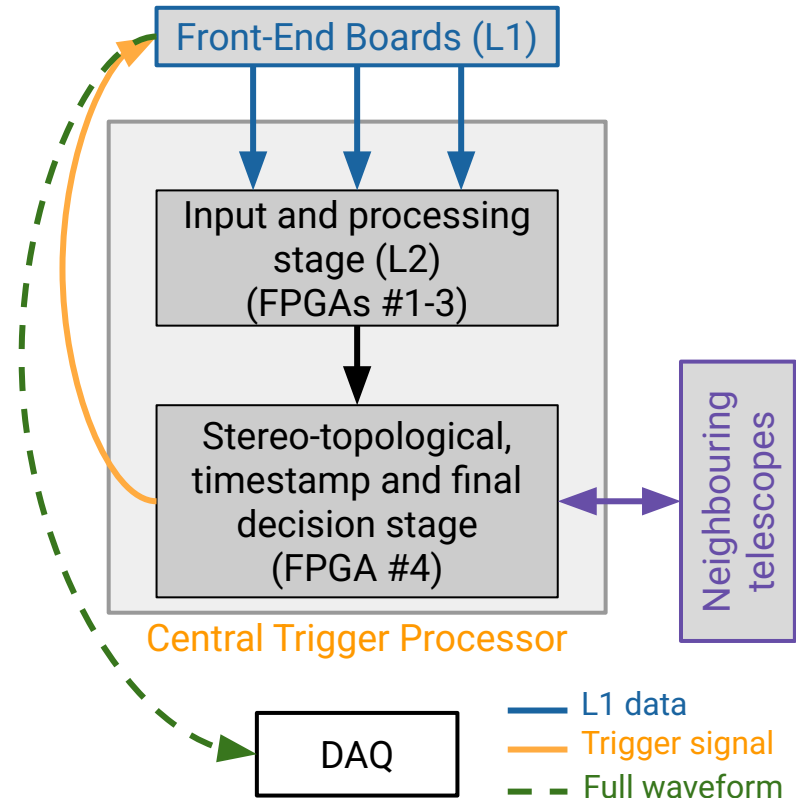 Front-End Boards (L1)
Input and processing
stage (L2)
(FPGAs #1-3)
Stereo-topological,
timestamp and final
decision stage
(FPGA #4)
Neighbouring
telescopes
Central Trigger Processor
DAQ
L1 data
Trigger signal
Full waveform